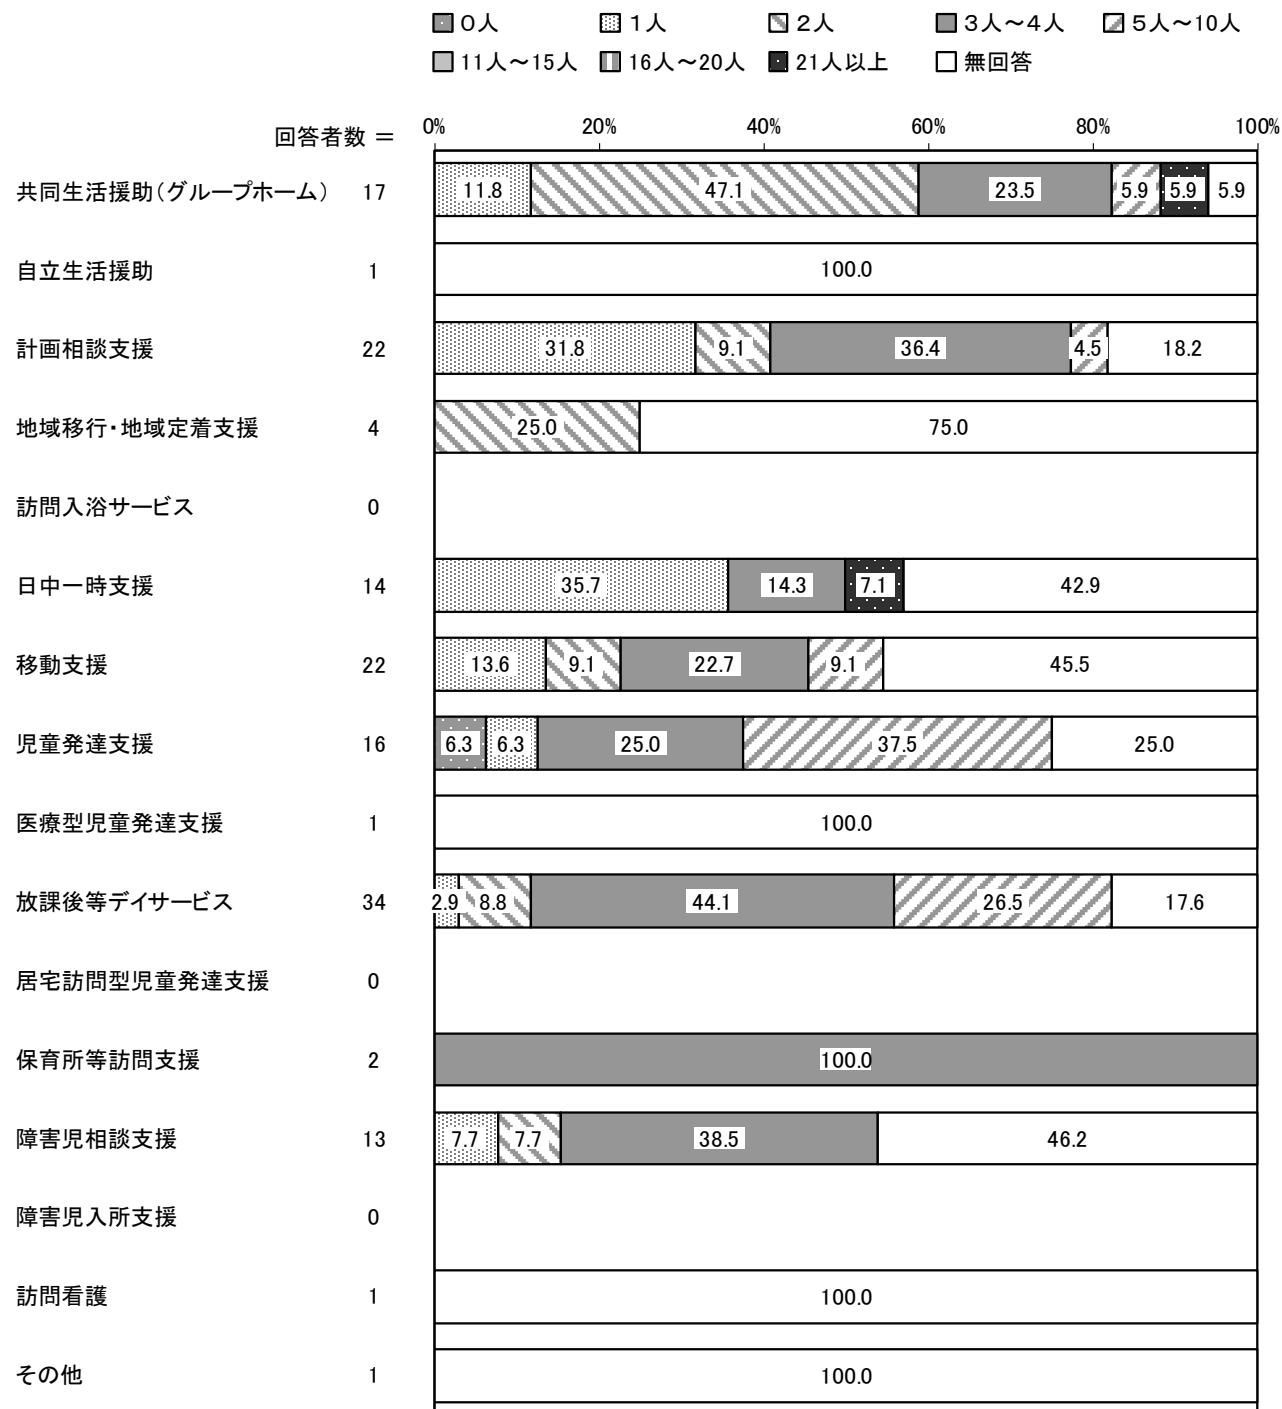 ０人 １人 ２人 ３人～４人 ５人～10人
11人～15人 16人～20人 21人以上 無回答
回答者数 ＝ 0% 20% 40% 60% 80% 100%
共同生活援助（グループホーム） 17 11.8 47.1 23.5 5.9 5.9 5.9
自立生活援助 1 100.0
計画相談支援 22 31.8 9.1 36.4 4.5 18.2
地域移行・地域定着支援 4 25.0 75.0
訪問入浴サービス 0
日中一時支援 14 35.7 14.3 7.1 42.9
移動支援 22 13.6 9.1 22.7 9.1 45.5
児童発達支援 16 6.3 6.3 25.0 37.5 25.0
医療型児童発達支援 1 100.0
放課後等デイサービス 34 2.9 8.8 44.1 26.5 17.6
居宅訪問型児童発達支援 0
保育所等訪問支援 2 100.0
障害児相談支援 13 7.7 7.7 38.5 46.2
障害児入所支援 0
訪問看護 1 100.0
その他 1 100.0